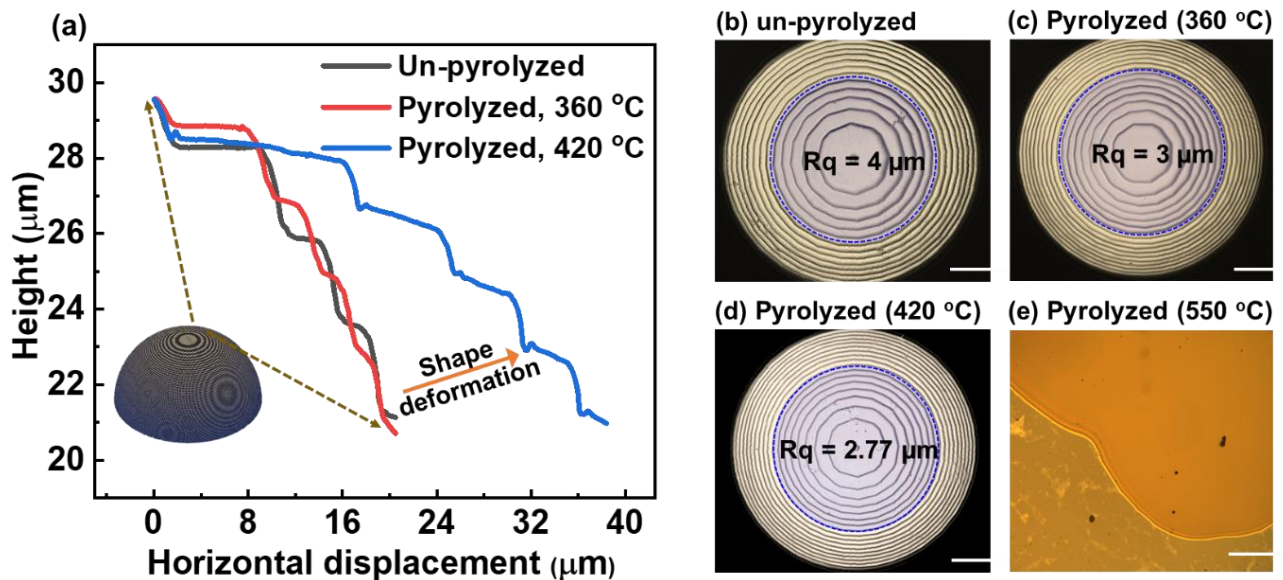 (a)
Un-pyrolyzed
Pyrolyzed, 360 °C
Pyrolyzed, 420 °C
Height (μm)
30
28
26
24
22
20
Shape
deformation
0
8
16
24
32
40
Horizontal displacement (μm)
(b) un-pyrolyzed
Rq = 4 μm
(c) Pyrolyzed (360 °C)
Rq = 3 μm
(d) Pyrolyzed (420 °C)
Rq = 2.77 μm
(e) Pyrolyzed (550 °C)